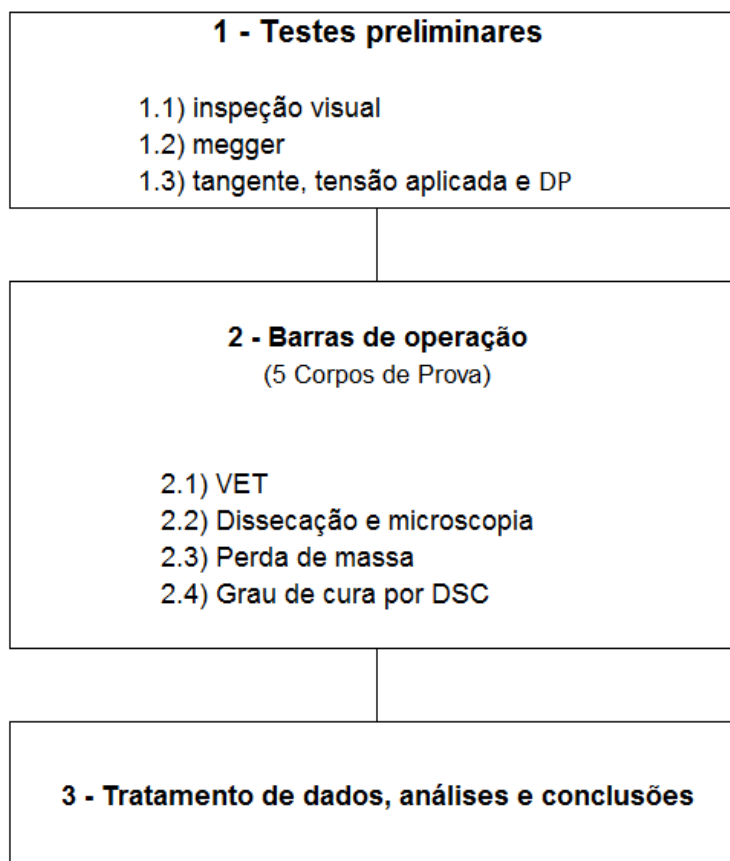 1 - Testes preliminares
1.1) inspeção visual
1.2) megger
1.3) tangente, tensão aplicada e DP
2 - Barras de operação
(5 Corpos de Prova)
2.1) VET
2.2) Dissecação e microscopia
2.3) Perda de massa
2.4) Grau de cura por DSC
3 - Tratamento de dados, análises e conclusões